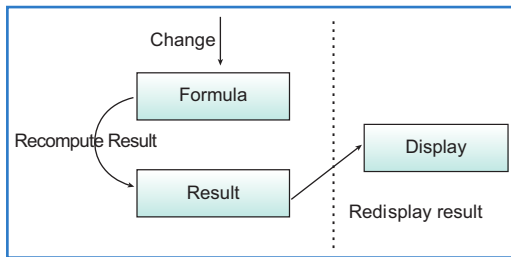 Change
Formula
Recompute Result
Display
Result
Redisplay result